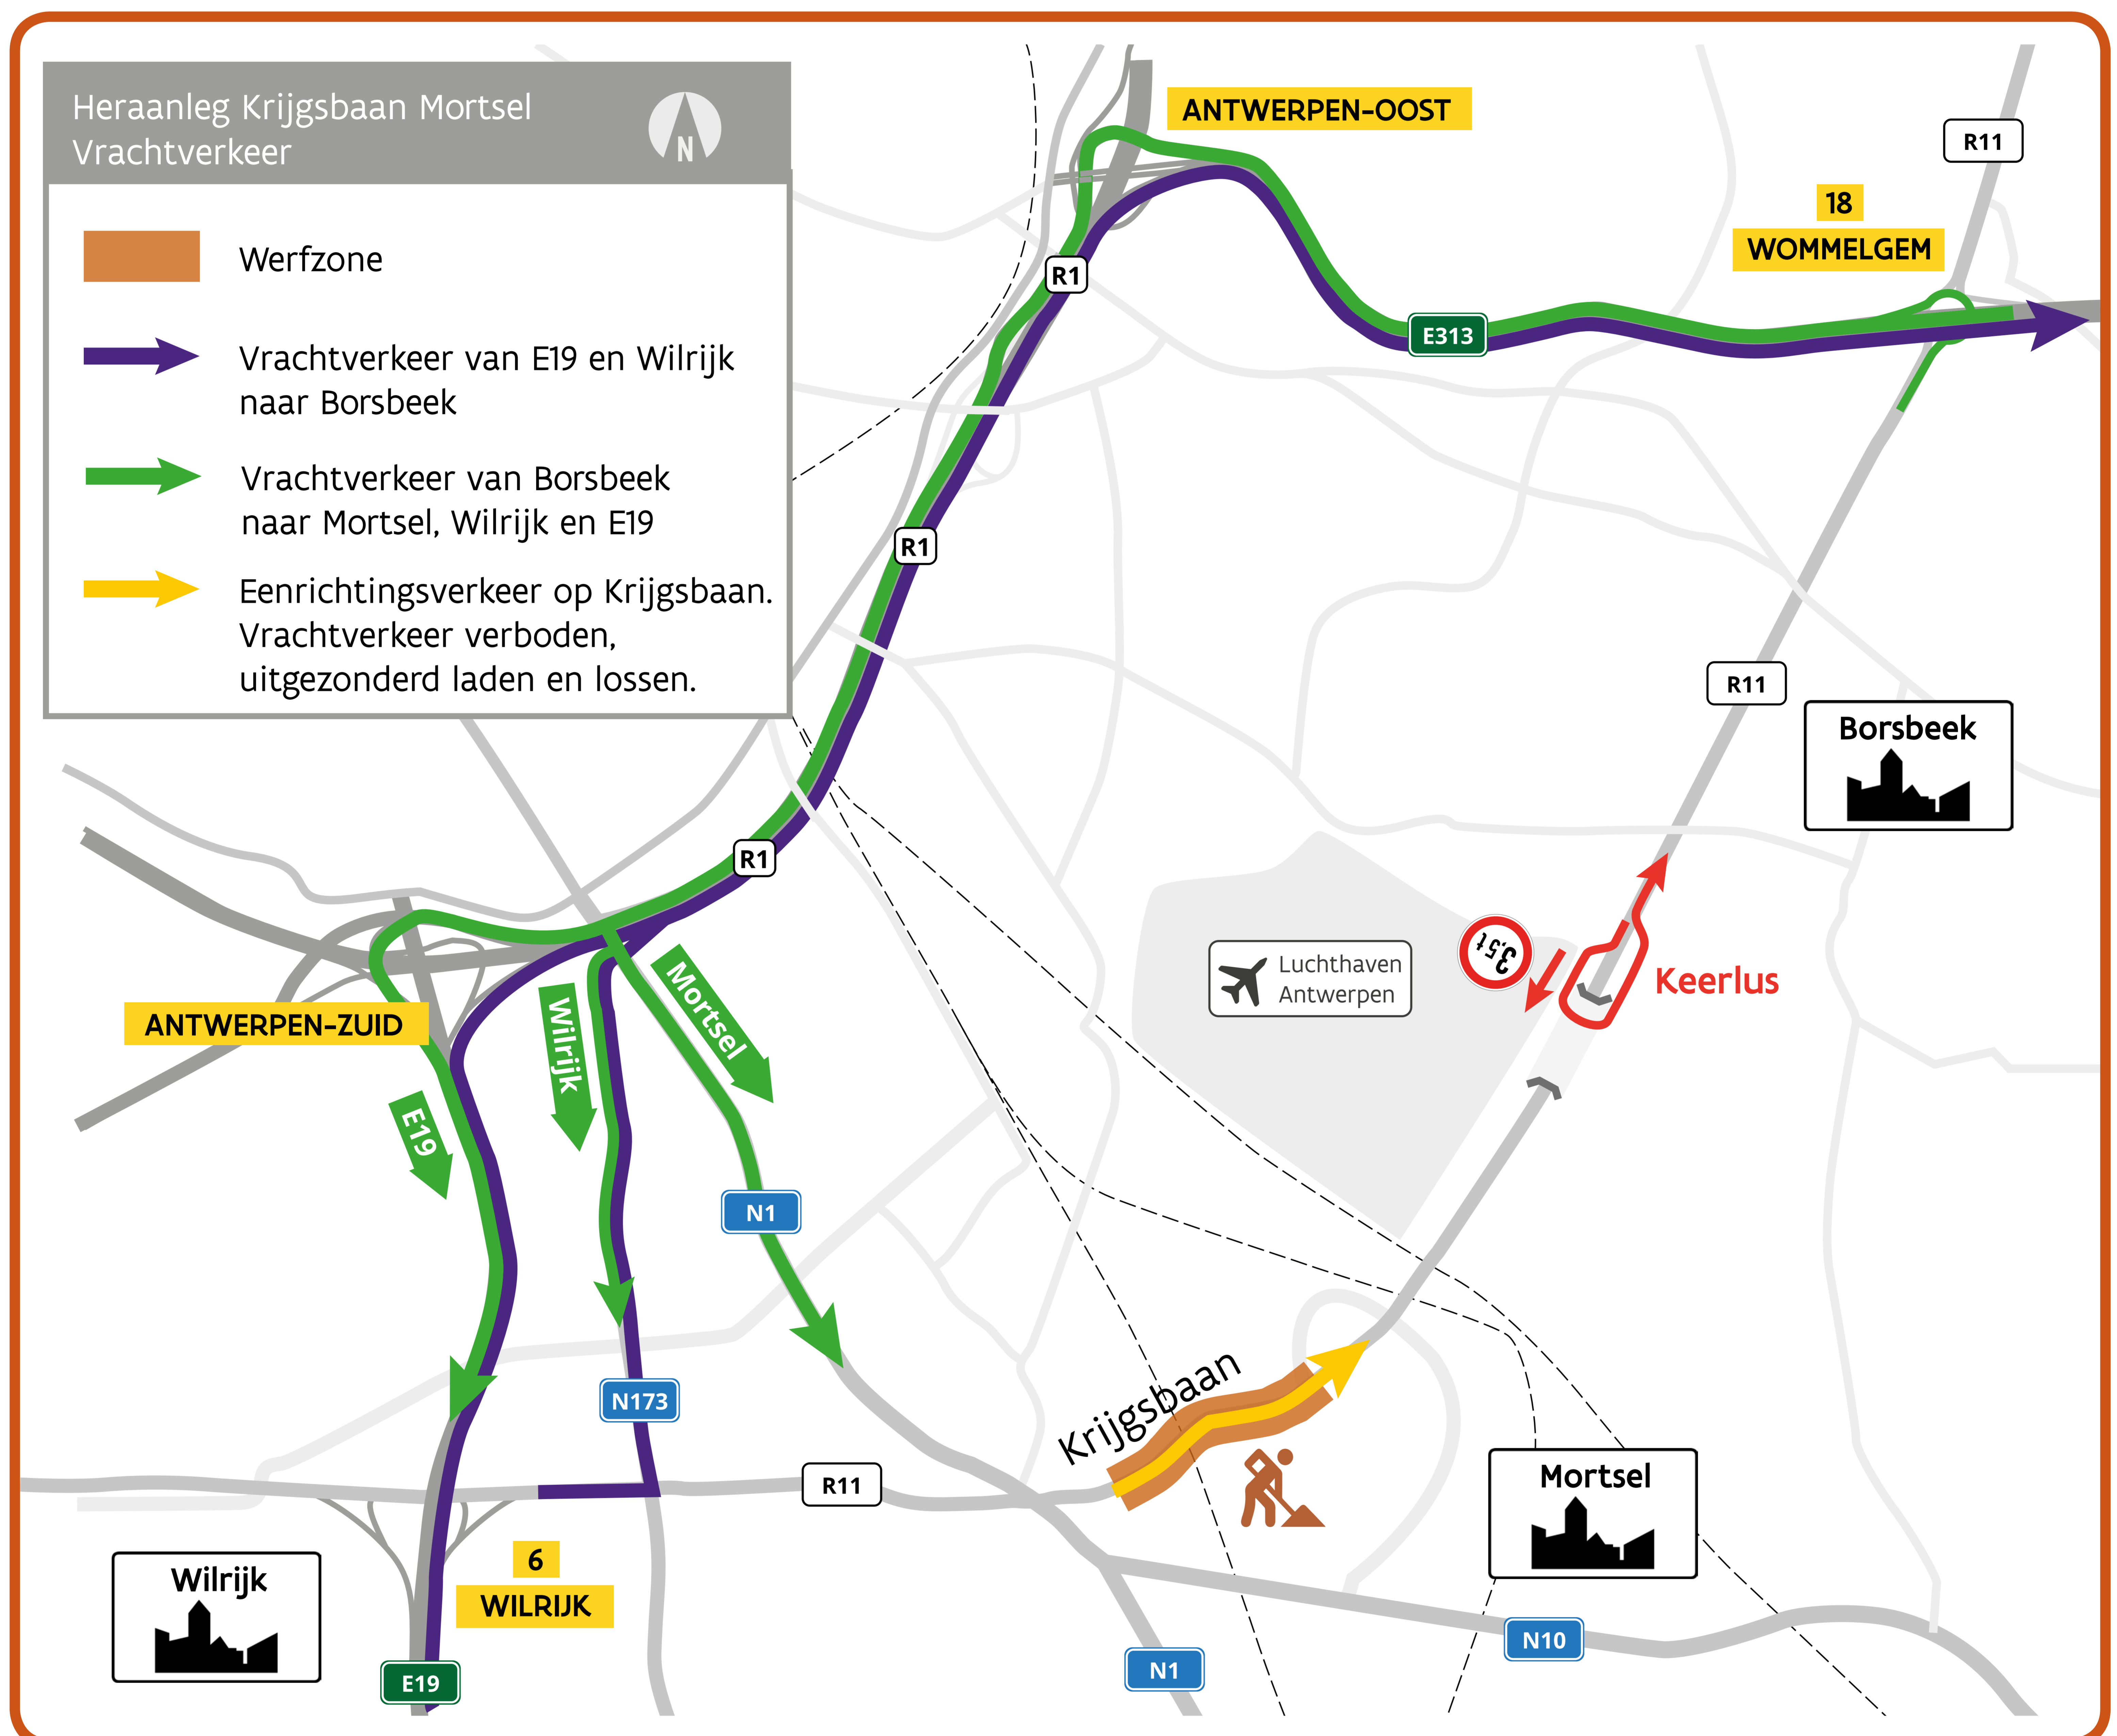 Heraanleg Krijgsbaan Mortsel
Vrachtverkeer
N
Werfzone
Vrachtverkeer van E19 en Wilrijk
naar Borsbeek
Vrachtverkeer van Borsbeek
naar Mortsel, Wilrijk en E19
Eenrichtingsverkeer op Krijgsbaan.
Vrachtverkeer verboden,
uitgezonderd laden en lossen.
ANTWERPEN-OOST
R11
18
WOMMELGEM
R1
E313
R1
R11
Borsbeek
R1
Luchthaven
Antwerpen
3,5t
Keerlus
ANTWERPEN-ZUID
Mortsel
Wilrijk
E19
N1
N173
Krijgsbaan
R11
Mortsel
6
WILRIJK
Wilrijk
E19
N1
N10